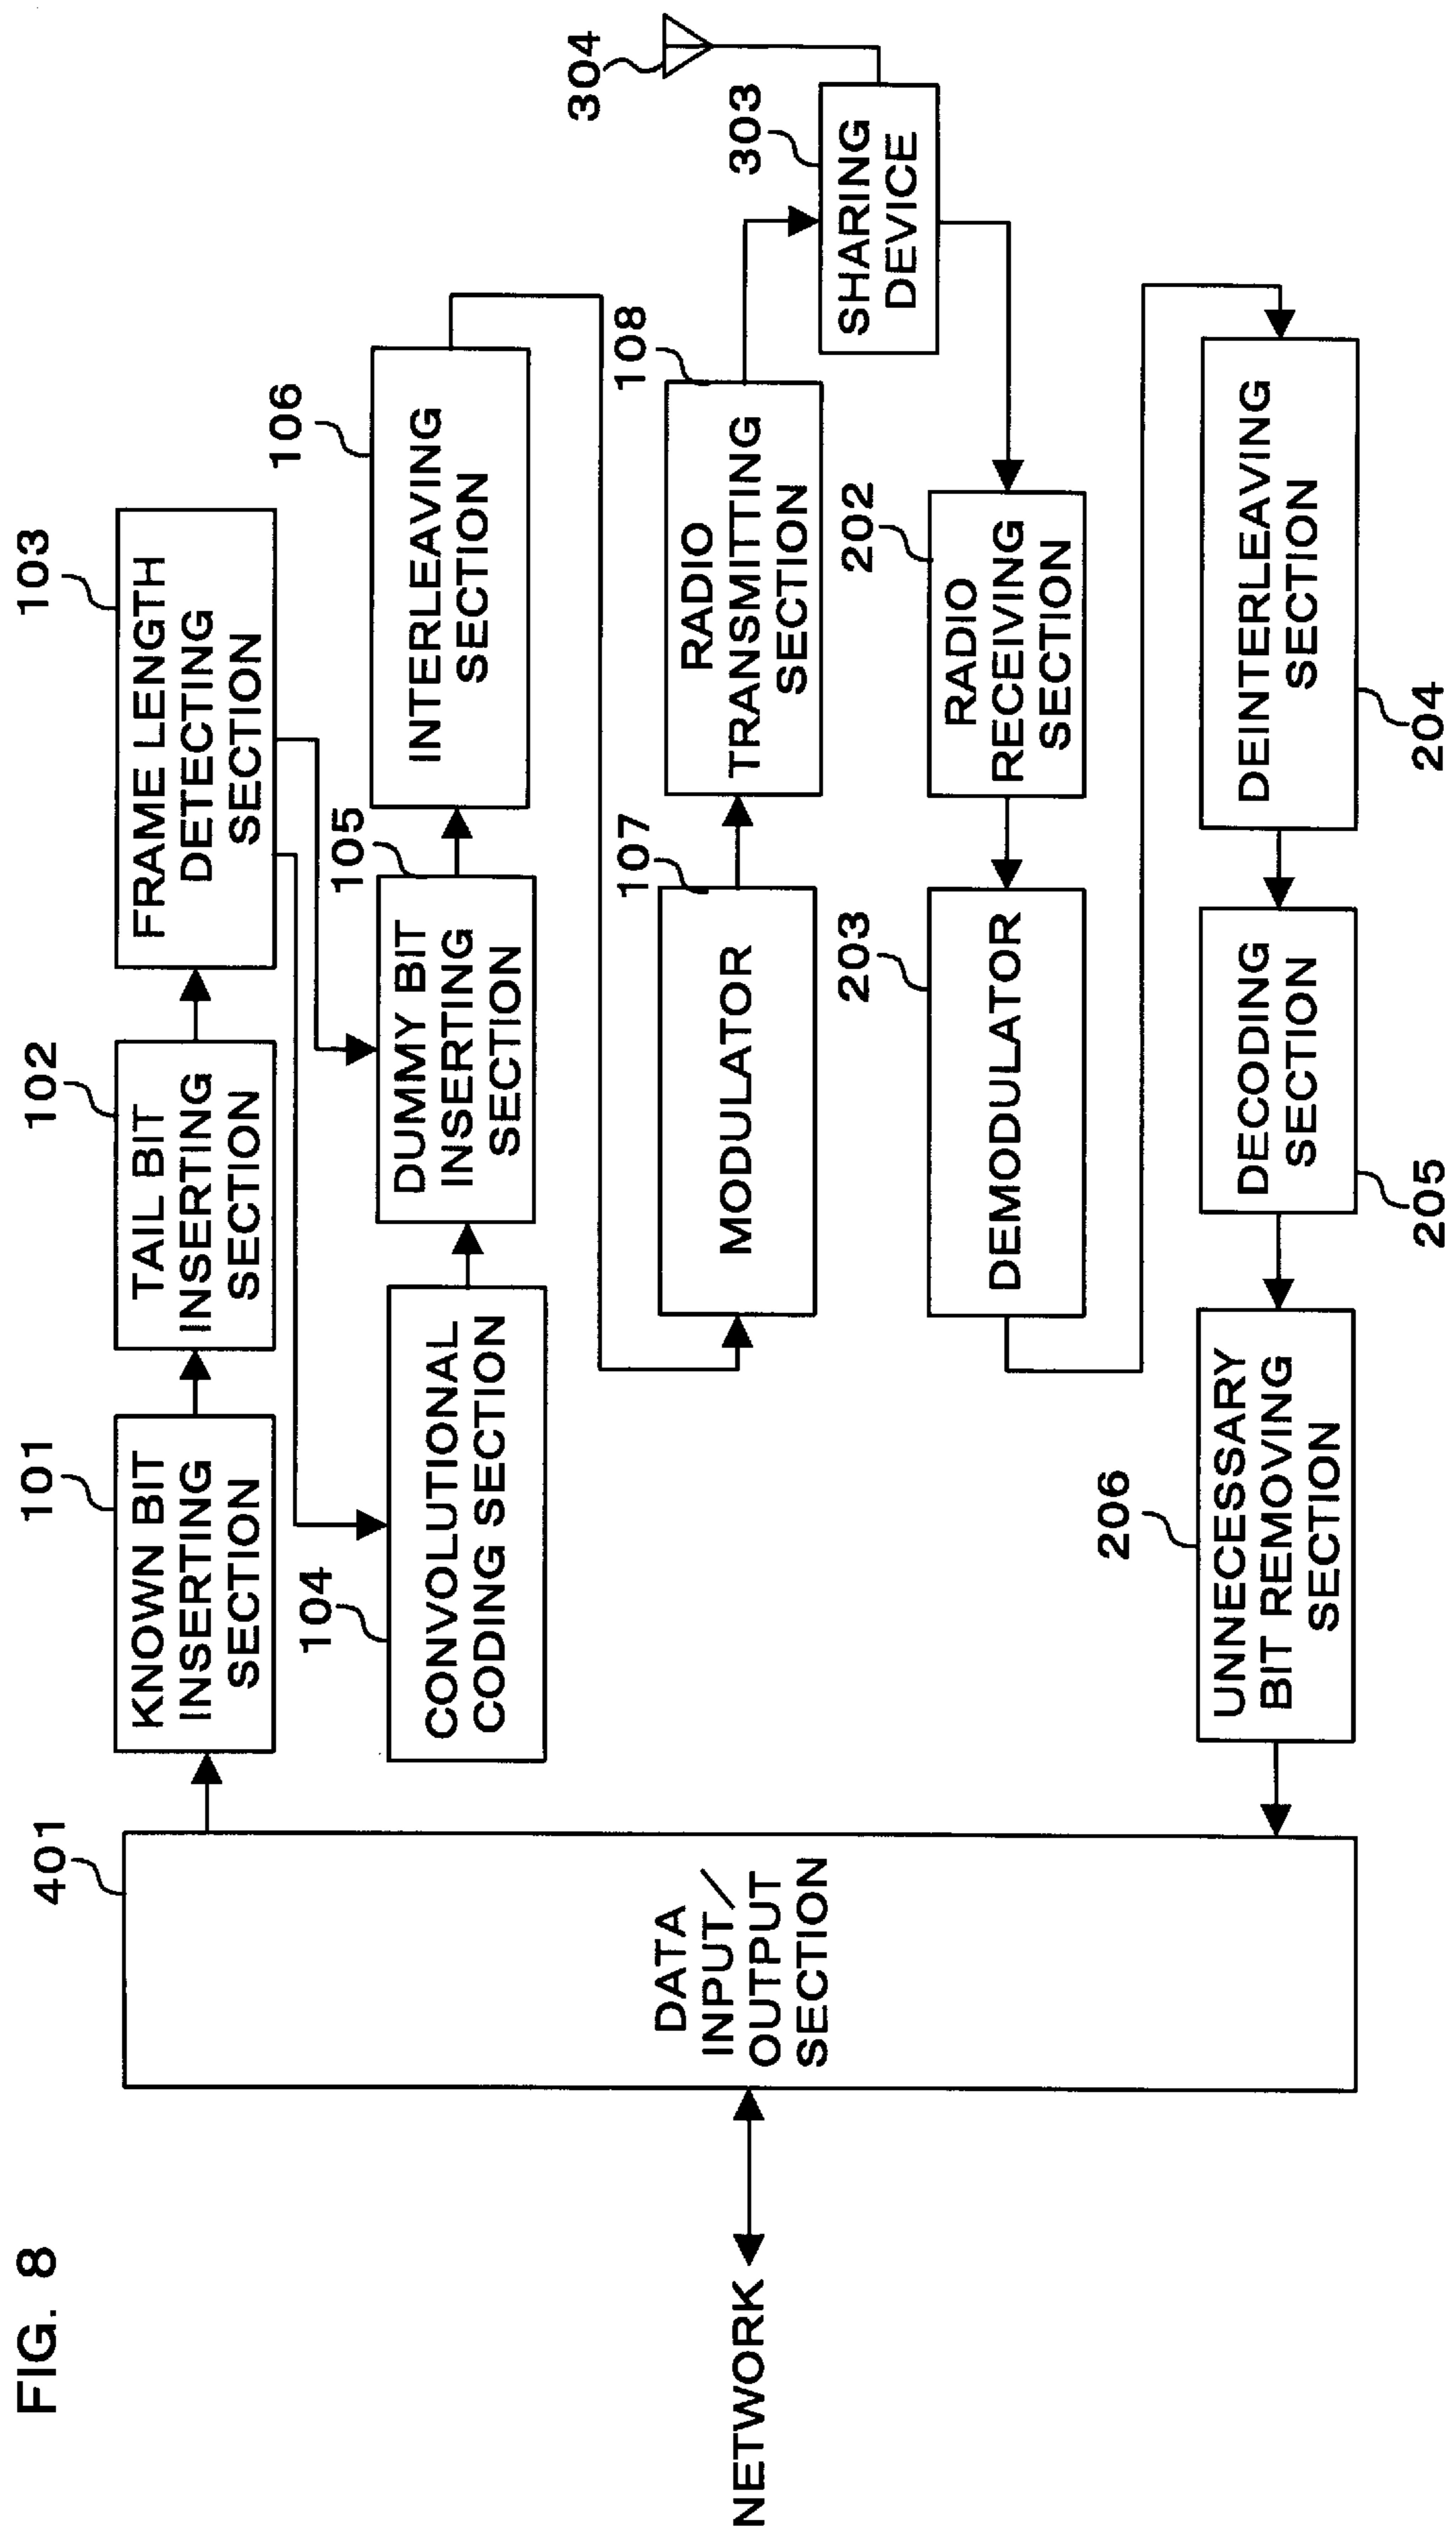 FIG. 8
NETWORK
401
DATA
INPUT/
OUTPUT
SECTION
101
KNOWN BIT
INSERTING
SECTION
102
TAIL BIT
INSERTING
SECTION
103
FRAME LENGTH
DETECTING
SECTION
104
CONVOLUTIONAL
CODING SECTION
105
DUMMY BIT
INSERTING
SECTION
106
INTERLEAVING
SECTION
107
MODULATOR
108
RADIO
TRANSMITTING
SECTION
303
SHARING
DEVICE
304
202
RADIO
RECEIVING
SECTION
203
DEMODULATOR
DEINTERLEAVING
SECTION
204
DECODING
SECTION
205
206
UNNECESSARY
BIT REMOVING
SECTION